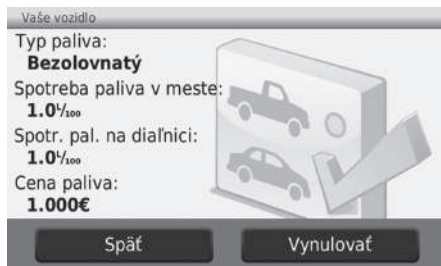 Vaše vozidlo
Typ paliva:
Bezolovnatý
Spotreba paliva v meste:
1.0L/100
Spotr. pal. na diaľnici:
1.0L/100
Cena paliva:
1.000€
Späť
Vynulovať